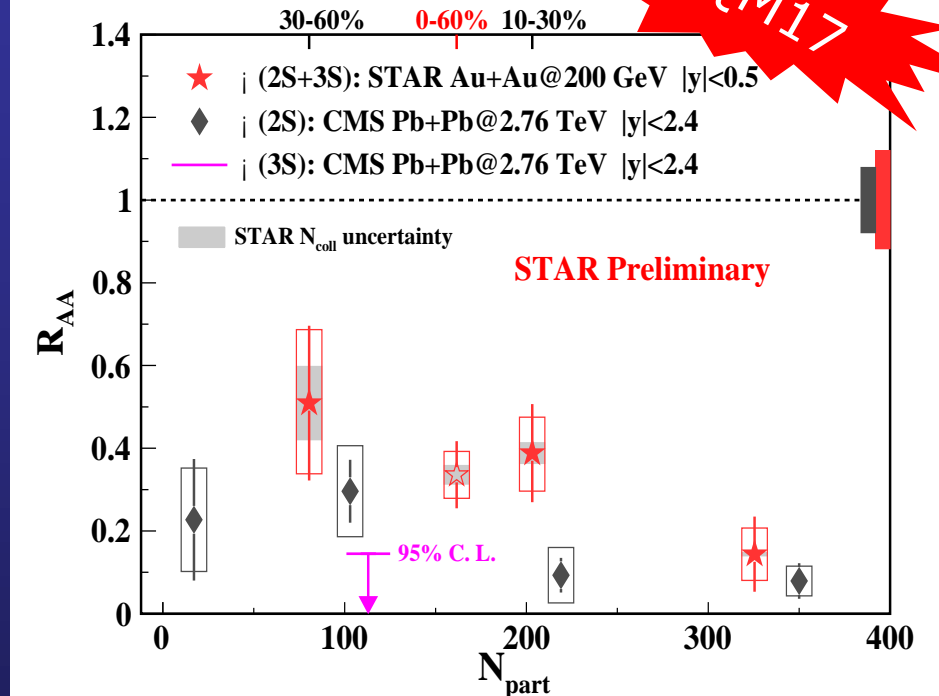 30-60% 0-60% 10-30%
M17
¡ (2S+3S): STAR Au+Au@200 GeV |y|<0.5
¡ (2S): CMS Pb+Pb@2.76 TeV |y|<2.4
¡ (3S): CMS Pb+Pb@2.76 TeV |y|<2.4
STAR Ncoll uncertainty
STAR Preliminary
95% C. L.
RAA
1.4
1.2
1
0.8
0.6
0.4
0.2
0
0 100 200 300 400
Npart